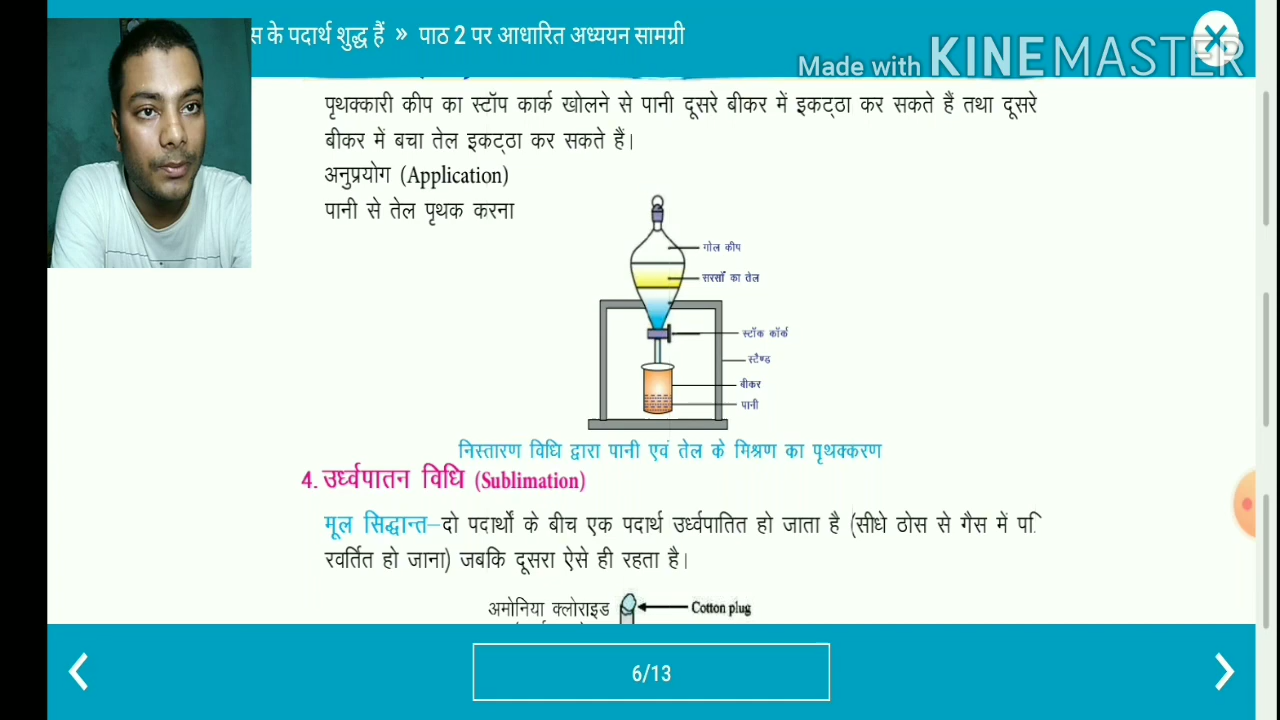 स के पदार्थ शुद्ध हैं » पाठ 2 पर आधारित अध्ययन सामग्री
Made with KINEMASTER
पृथक्कारी कीप का स्टॉप कार्क खोलने से पानी दूसरे बीकर में इकट्ठा कर सकते हैं तथा दूसरे
बीकर में बचा तेल इकट्ठा कर सकते हैं।
अनुप्रयोग (Application)
पानी से तेल पृथक करना
गोल कीप
सरसों का तेल
स्टॉक कॉर्क
स्टैण्ड
बीकर
पानी
निस्तारण विधि द्वारा पानी एवं तेल के मिश्रण का पृथक्करण
4. उर्ध्वपातन विधि (Sublimation)
मूल सिद्धान्त–दो पदार्थों के बीच एक पदार्थ उर्ध्वपातित हो जाता है (सीधे ठोस से गैस में परि
रवर्तित हो जाना) जबकि दूसरा ऐसे ही रहता है।
अमोनिया क्लोराइड
Cotton plug
6/13